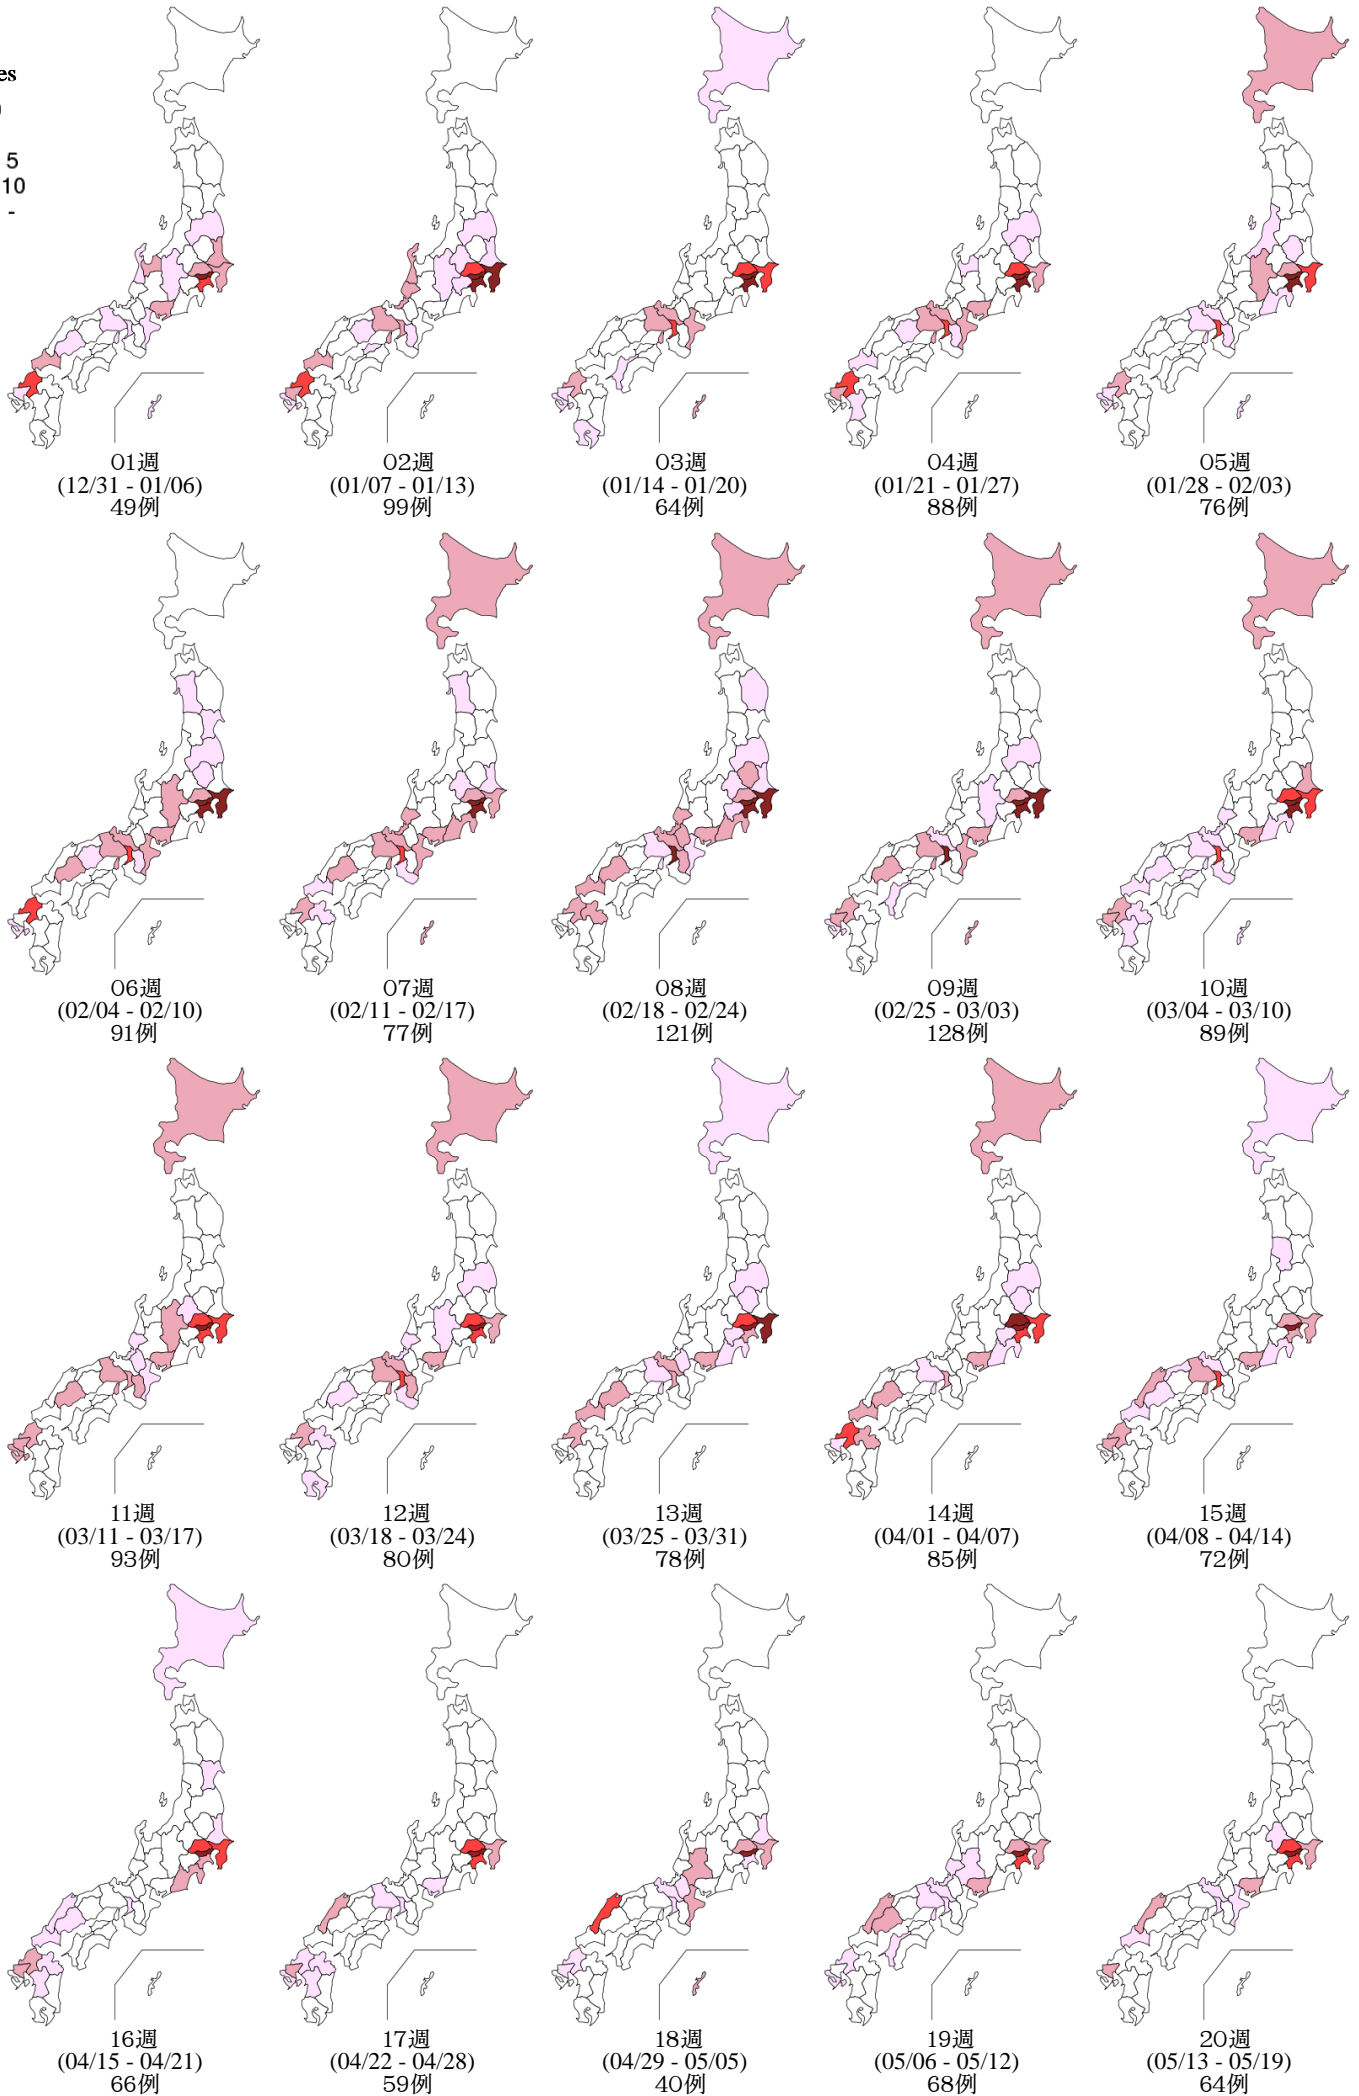 es
5
10
-
01週
(12/31 - 01/06)
49例
02週
(01/07 - 01/13)
99例
03週
(01/14 - 01/20)
64例
04週
(01/21 - 01/27)
88例
05週
(01/28 - 02/03)
76例
06週
(02/04 - 02/10)
91例
07週
(02/11 - 02/17)
77例
08週
(02/18 - 02/24)
121例
09週
(02/25 - 03/03)
128例
10週
(03/04 - 03/10)
89例
11週
(03/11 - 03/17)
93例
12週
(03/18 - 03/24)
80例
13週
(03/25 - 03/31)
78例
14週
(04/01 - 04/07)
85例
15週
(04/08 - 04/14)
72例
16週
(04/15 - 04/21)
66例
17週
(04/22 - 04/28)
59例
18週
(04/29 - 05/05)
40例
19週
(05/06 - 05/12)
68例
20週
(05/13 - 05/19)
64例